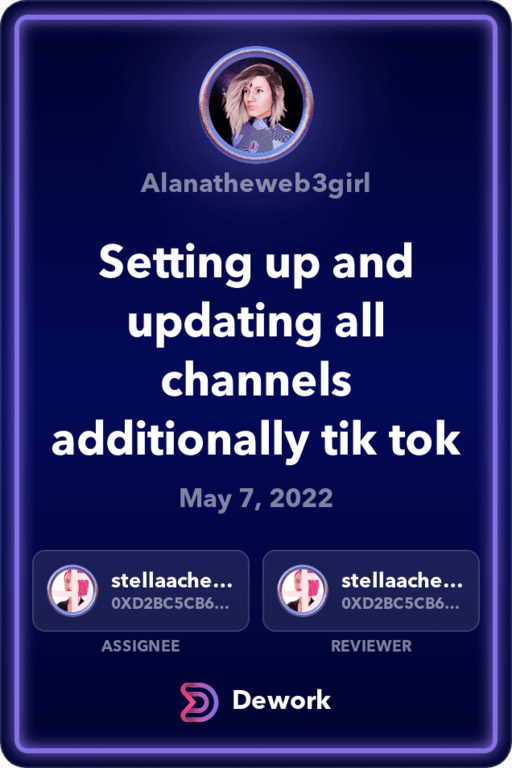 Alanatheweb3girl
Setting up and
updating all
channels
additionally tik tok
May 7, 2022
stellaache...
0XD2BC5CB6...
ASSIGNEE
stellaache...
0XD2BC5CB6...
REVIEWER
Dework